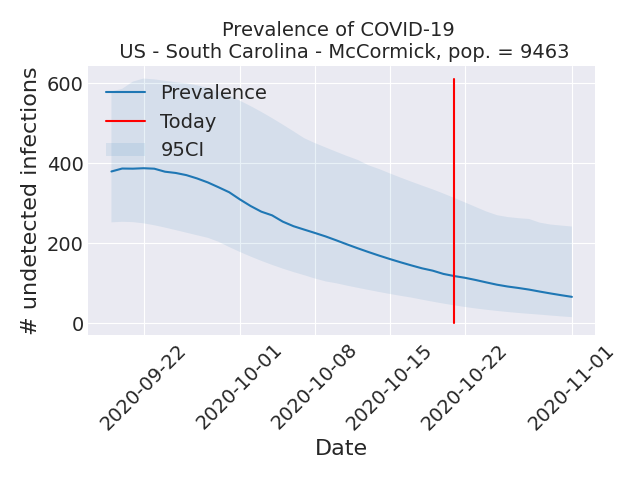 Prevalence of COVID-19
US - South Carolina - McCormick, pop. = 9463
# undetected infections
600
400
200
0
Prevalence
Today
95CI
2020-09-22
2020-10-01
2020-10-08
2020-10-15
2020-10-22
2020-11-01
Date